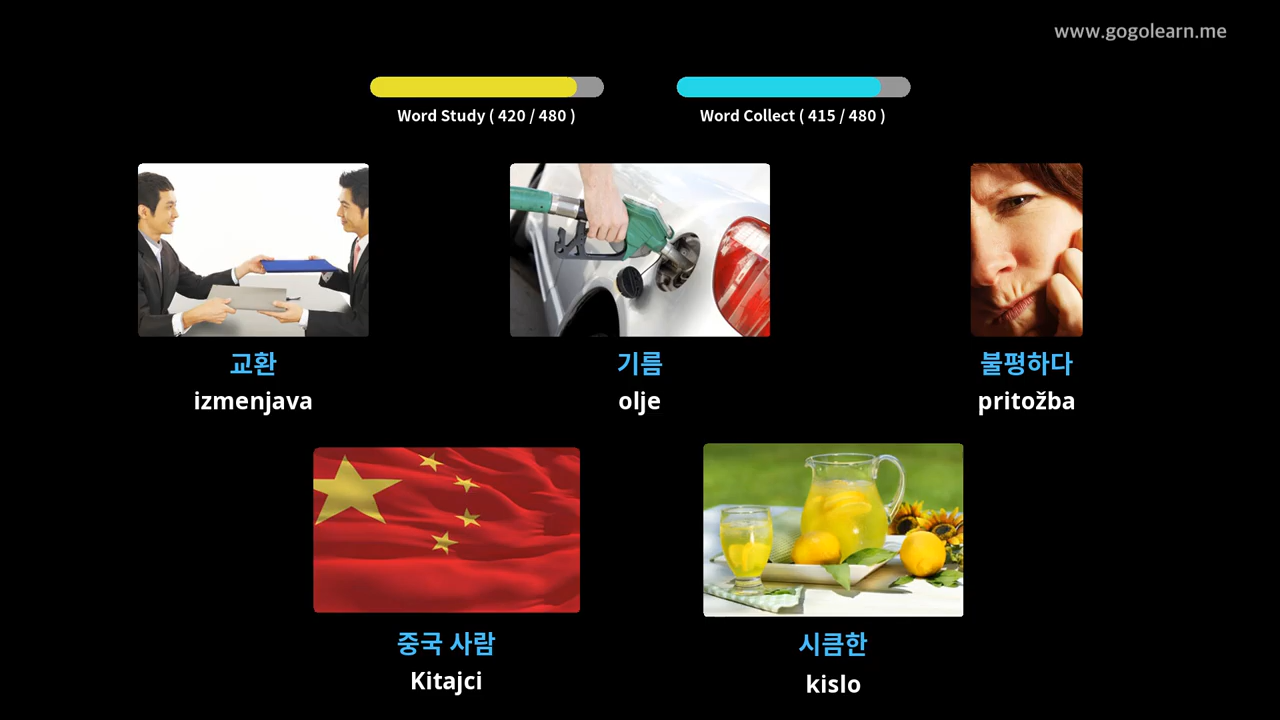 www.gogolearn.me
Word Study ( 420 / 480 )
Word Collect ( 415 / 480 )
교환
izmenjava
기름
olje
불평하다
pritožba
중국 사람
Kitajci
시큼한
kislo